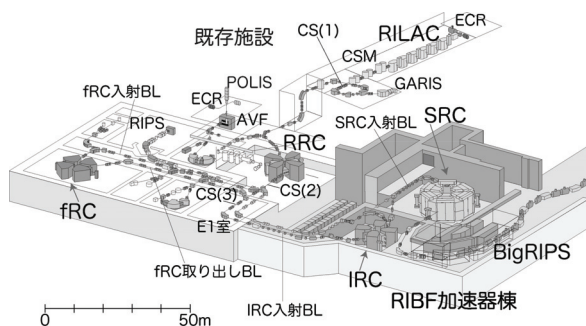 ECR
RILAC
CS(1)
既存施設
CSM
GARIS
POLIS
fRC入射BL
ECR
RIPS
AVF
SRC入射BL
SRC
RRC
CS(2)
CS(3)
fRC
E1室
BigRIPS
fRC取り出しBL
IRC
RIBF加速器棟
IRC入射BL
0
50m